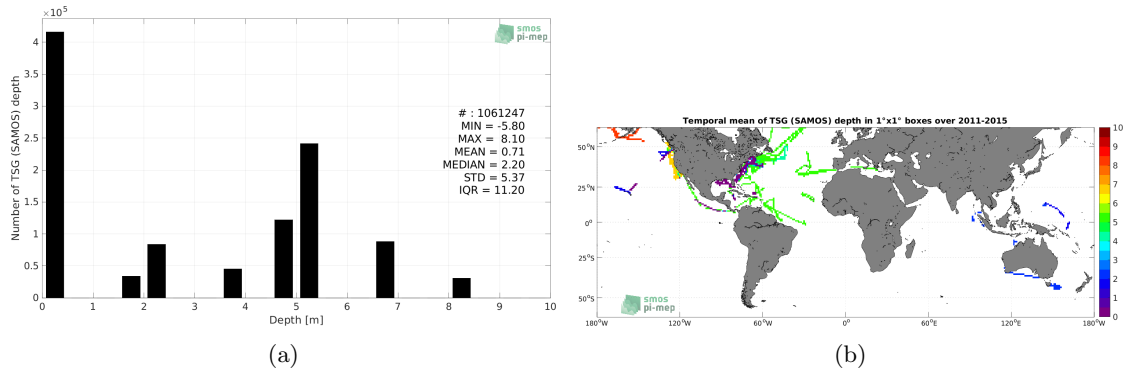 ×10⁵
4
3.5
3
2.5
2
1.5
1
0.5
0
Number of TSG (SAMOS) depth
0 1 2 3 4 5 6 7 8 9 10
Depth [m]
smos
pi-mep
# : 1061247
MIN = -5.80
MAX = 8.10
MEAN = 0.71
MEDIAN = 2.20
STD = 5.37
IQR = 11.20
(a)
Temporal mean of TSG (SAMOS) depth in 1°x1° boxes over 2011-2015
50°N
25°N
0°
25°S
50°S
180°W 120°W 60°W 0° 60°E 120°E 180°W
smos
pi-mep
10
9
8
7
6
5
4
3
2
1
0
(b)